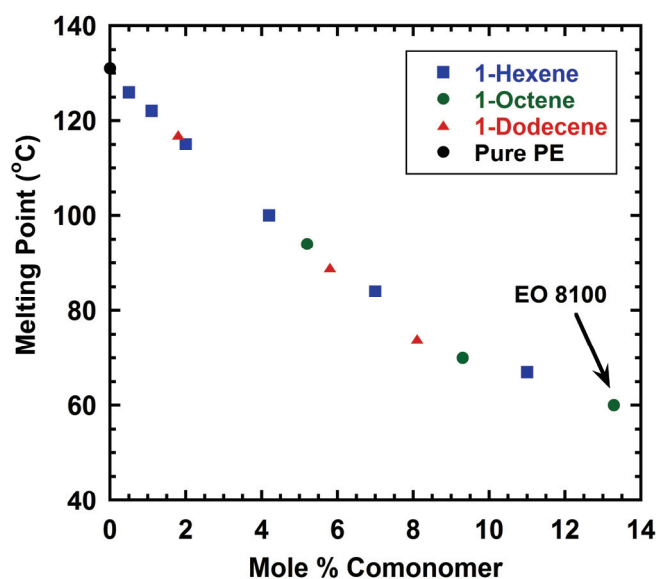 140
120
100
80
60
40
Melting Point (°C)
1-Hexene
1-Octene
1-Dodecene
Pure PE
EO 8100
0 2 4 6 8 10 12 14
Mole % Comonomer